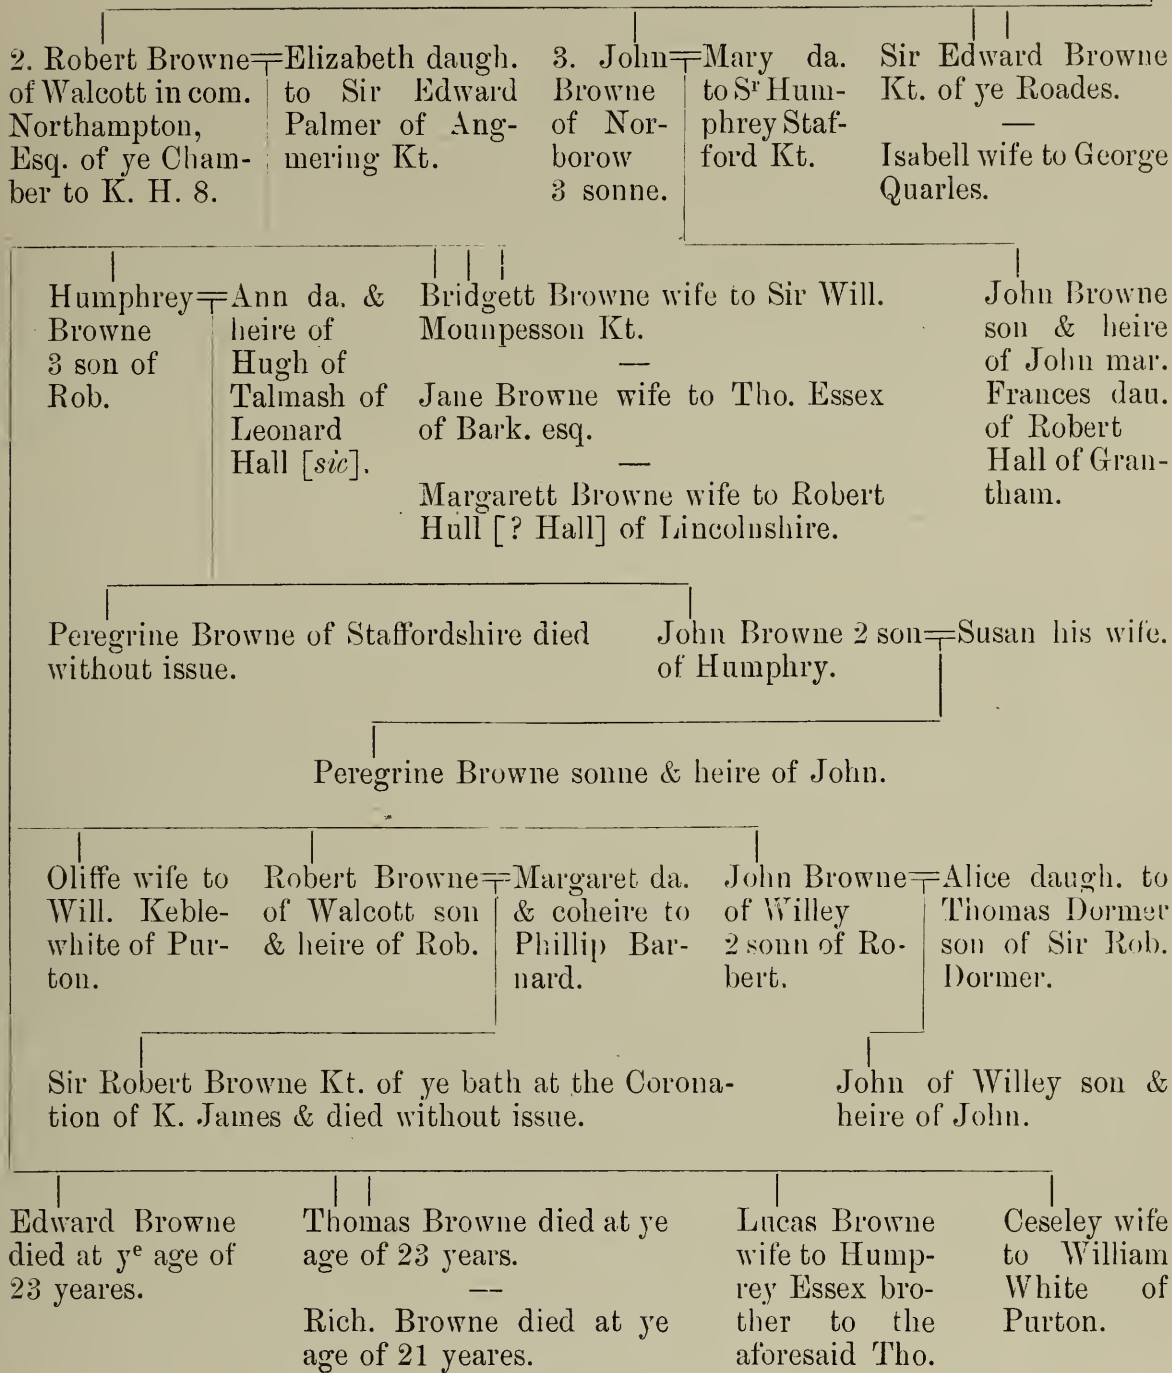 2. Robert Browne
of Walcott in com.
Northampton,
Esq. of ye Cham-
ber to K. H. 8.
Elizabeth daugh.
to Sir Edward
Palmer of Ang-
mering Kt.
3. John
Browne
of Nor-
borow
3 sonne.
Mary da.
to Sr Hum-
phrey Staf-
ford Kt.
Sir Edward Browne
Kt. of ye Roades.
—
Isabell wife to George
Quarles.
Humphrey
Browne
3 son of
Rob.
Ann da. &
heire of
Hugh of
Talmash of
Leonard
Hall [sic].
Bridgett Browne wife to Sir Will.
Mounpesson Kt.
—
Jane Browne wife to Tho. Essex
of Bark. esq.
—
Margarett Browne wife to Robert
Hull [? Hall] of Lincolnshire.
John Browne
son & heire
of John mar.
Frances dau.
of Robert
Hall of Gran-
tham.
Peregrine Browne of Staffordshire died
without issue.
John Browne 2 son
of Humphry.
Susan his wife.
Peregrine Browne sonne & heire of John.
Oliffe wife to
Will. Keble-
white of Pur-
ton.
Robert Browne
of Walcott son
& heire of Rob.
Margaret da.
& coheire to
Phillip Bar-
nard.
John Browne
of Willey
2 sonn of Ro-
bert.
Alice daugh. to
Thomas Dormer
son of Sir Rob.
Dormer.
Sir Robert Browne Kt. of ye bath at the Corona-
tion of K. James & died without issue.
John of Willey son &
heire of John.
Edward Browne
died at ye age of
23 yeares.
Thomas Browne died at ye
age of 23 years.
—
Rich. Browne died at ye
age of 21 yeares.
Lucas Browne
wife to Hump-
rey Essex bro-
ther to the
aforesaid Tho.
Ceseley wife
to William
White of
Purton.